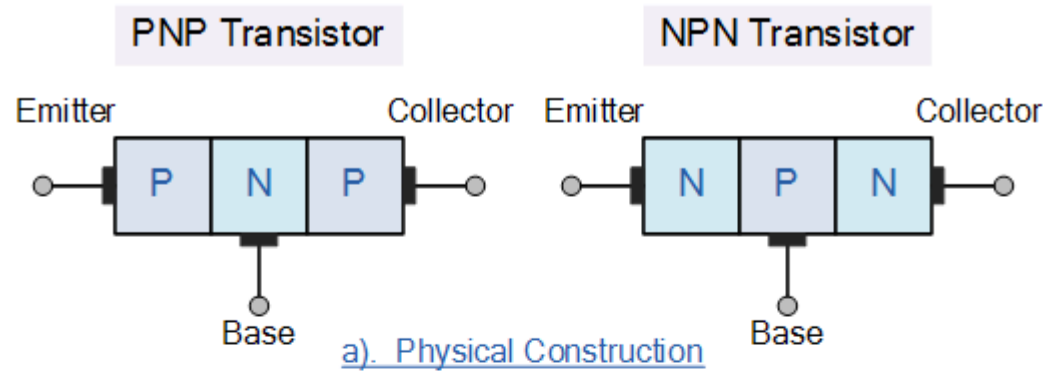 PNP Transistor
NPN Transistor
Emitter
Collector
Emitter
Collector
P N P
N P N
Base
Base
a). Physical Construction